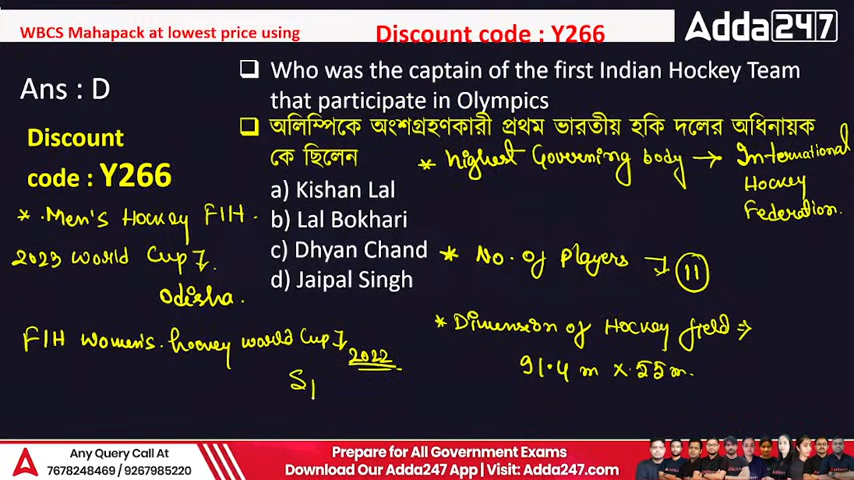 WBCS Mahapack at lowest price using
Discount code : Y266
Adda247
Ans : D
Discount
code : Y266
Who was the captain of the first Indian Hockey Team
that participate in Olympics
অলিম্পিকে অংশগ্রহণকারী প্রথম ভারতীয় হকি দলের অধিনায়ক
কে ছিলেন
a) Kishan Lal
b) Lal Bokhari
c) Dhyan Chand
d) Jaipal Singh
* Highest Governing body → International
Hockey
Federation.
* Men's Hockey FIH
2023 World Cup
Odisha.
FIH Women's hockey world Cup
2022
* No. of Players → 11
* Dimension of Hockey field ⇒
91.4 m x 55 m.
Any Query Call At
7678248469 / 9267985220
Prepare for All Government Exams
Download Our Adda247 App | Visit: Adda247.com